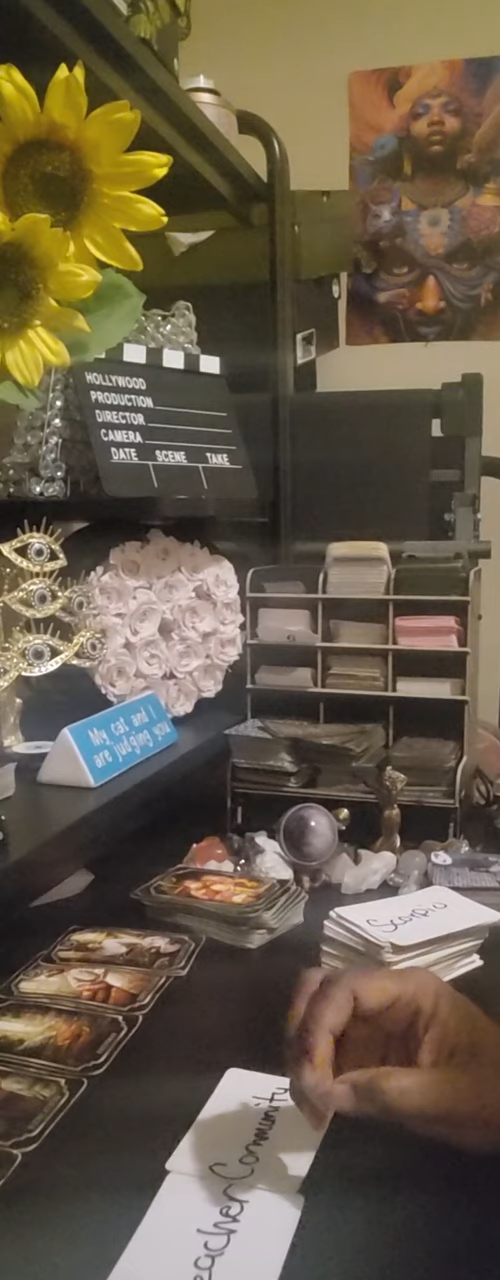 HOLLYWOOD
PRODUCTION
DIRECTOR
CAMERA
DATE SCENE TAKE
My cat and I
are judging you
Scorpio
Community
eacher